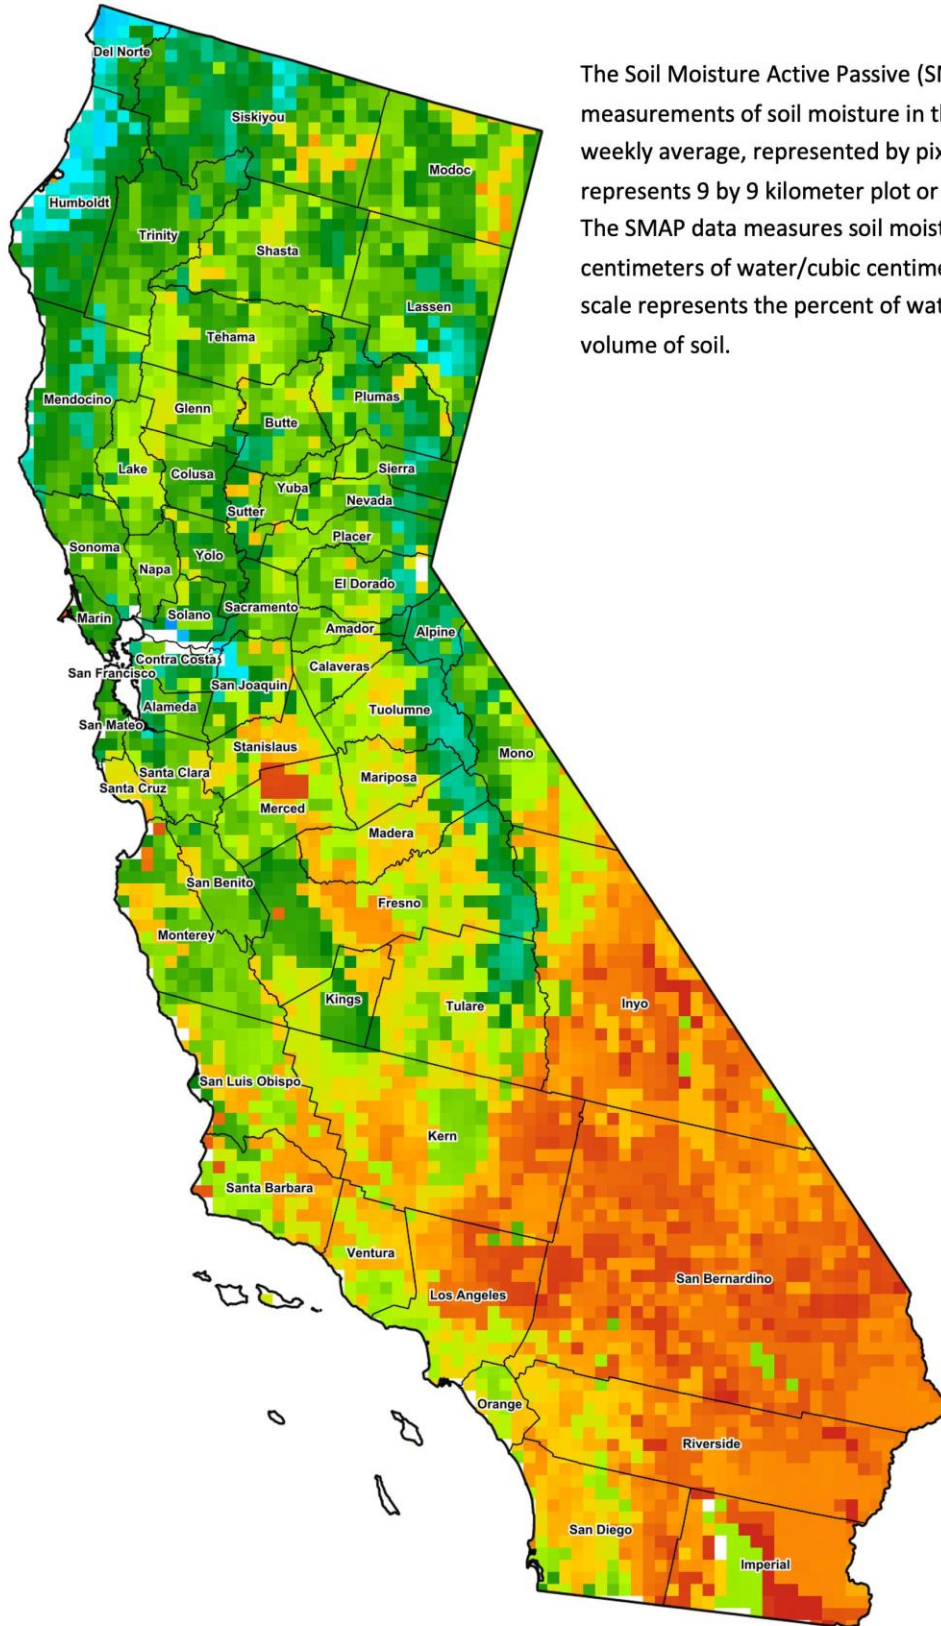 The Soil Moisture Active Passive (SM
measurements of soil moisture in th
weekly average, represented by pix
represents 9 by 9 kilometer plot or
The SMAP data measures soil moist
centimeters of water/cubic centime
scale represents the percent of wat
volume of soil.
Del Norte
Siskiyou
Modoc
Humboldt
Trinity
Shasta
Lassen
Tehama
Mendocino
Glenn
Plumas
Butte
Lake
Colusa
Sierra
Yuba
Nevada
Sutter
Placer
Sonoma
Yolo
Napa
El Dorado
Sacramento
Solano
Marin
Amador
Alpine
Contra Costa
Calaveras
San Francisco
San Joaquin
Alameda
Tuolumne
San Mateo
Stanislaus
Mono
Santa Clara
Mariposa
Santa Cruz
Merced
Madera
San Benito
Fresno
Monterey
Kings
Tulare
Inyo
San Luis Obispo
Kern
Santa Barbara
Ventura
San Bernardino
Los Angeles
Orange
Riverside
San Diego
Imperial